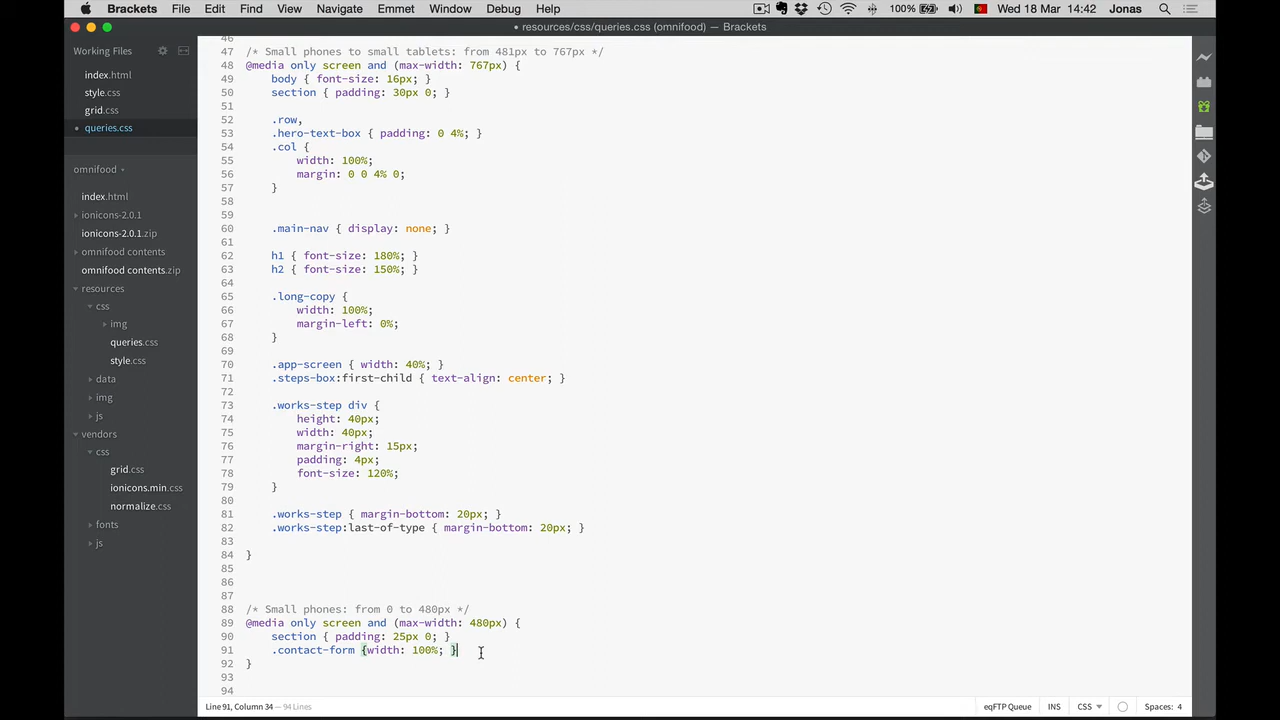 Brackets File Edit Find View Navigate Emmet Window Debug Help 100% Wed 18 Mar 14:42 Jonas
• resources/css/queries.css (omnifood) — Brackets
Working Files
index.html
style.css
grid.css
• queries.css
omnifood
index.html
ionicons-2.0.1
ionicons-2.0.1.zip
omnifood contents
omnifood contents.zip
resources
css
img
queries.css
style.css
data
img
js
vendors
css
grid.css
ionicons.min.css
normalize.css
fonts
js
46
47 /* Small phones to small tablets: from 481px to 767px */
48 @media only screen and (max-width: 767px) {
49 body { font-size: 16px; }
50 section { padding: 30px 0; }
51
52 .row,
53 .hero-text-box { padding: 0 4%; }
54 .col {
55 width: 100%;
56 margin: 0 0 4% 0;
57 }
58
59
60 .main-nav { display: none; }
61
62 h1 { font-size: 180%; }
63 h2 { font-size: 150%; }
64
65 .long-copy {
66 width: 100%;
67 margin-left: 0%;
68 }
69
70 .app-screen { width: 40%; }
71 .steps-box:first-child { text-align: center; }
72
73 .works-step div {
74 height: 40px;
75 width: 40px;
76 margin-right: 15px;
77 padding: 4px;
78 font-size: 120%;
79 }
80
81 .works-step { margin-bottom: 20px; }
82 .works-step:last-of-type { margin-bottom: 20px; }
83
84 }
85
86
87
88 /* Small phones: from 0 to 480px */
89 @media only screen and (max-width: 480px) {
90 section { padding: 25px 0; }
91 .contact-form {width: 100%; }
92 }
93
94
Line 91, Column 34 — 94 Lines
eqFTP Queue INS CSS Spaces: 4